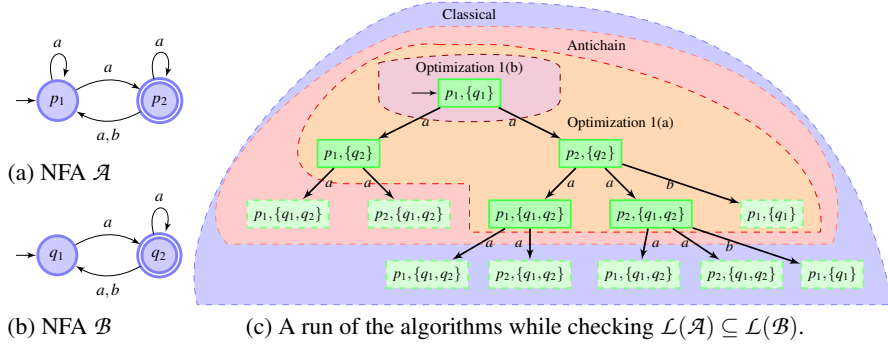 a
a
a
p1
p2
a,b
(a) NFA 𝒜
a
a
q1
q2
a,b
(b) NFA ℬ
Classical
Antichain
Optimization 1(b)
p1,{q1}
Optimization 1(a)
a a
p1,{q2} p2,{q2}
a a a a b
p1,{q1,q2} p2,{q1,q2} p1,{q1,q2} p2,{q1,q2} p1,{q1}
a a a a b
p1,{q1,q2} p2,{q1,q2} p1,{q1,q2} p2,{q1,q2} p1,{q1}
(c) A run of the algorithms while checking ℒ(𝒜) ⊆ ℒ(ℬ).